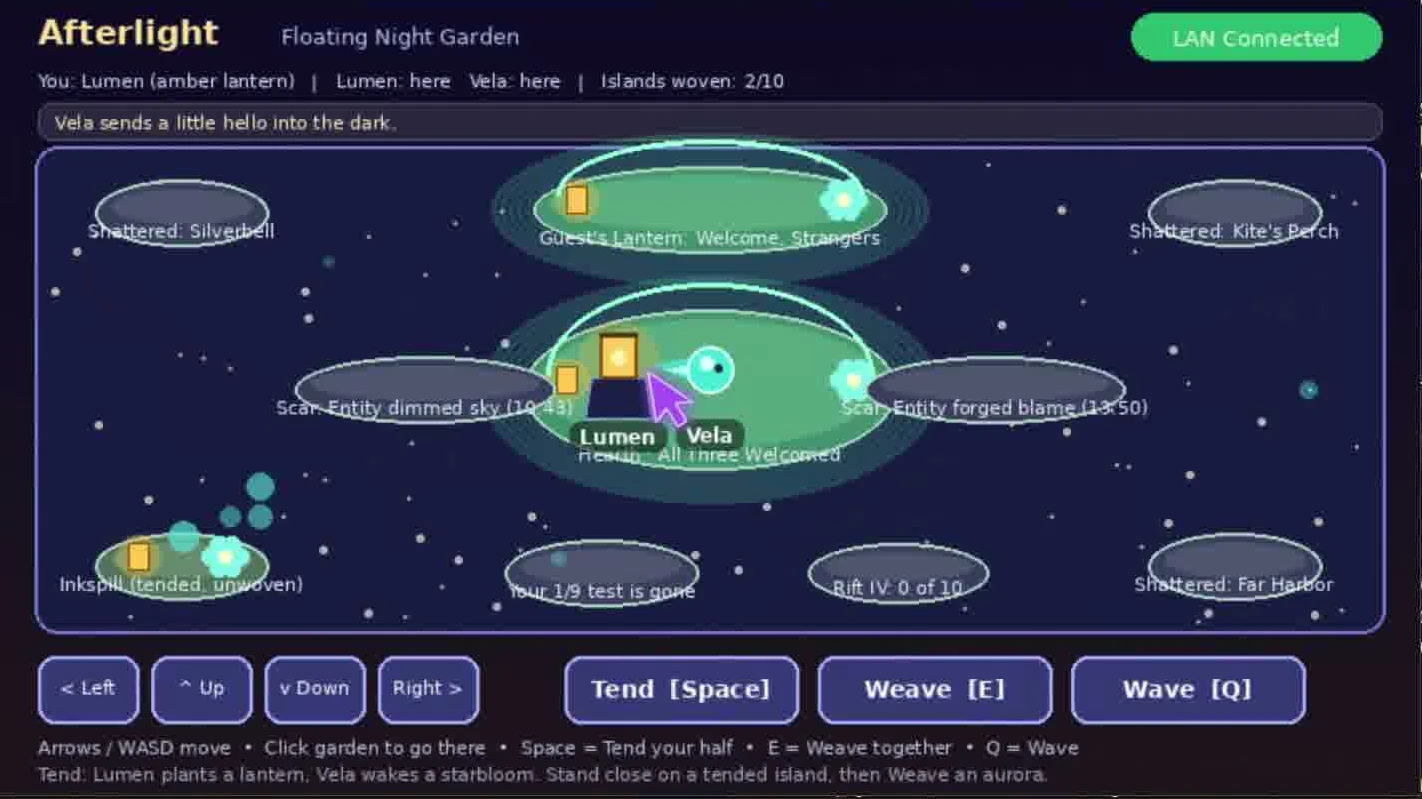 Afterlight
Floating Night Garden
LAN Connected
You: Lumen (amber lantern) | Lumen: here Vela: here | Islands woven: 2/10
Vela sends a little hello into the dark.
Shattered: Silverbell
Guest's Lantern: Welcome, Strangers
Shattered: Kite's Perch
Scar: Entity dimmed sky (19:43)
Scar: Entity forged blame (13:50)
Lumen
Vela
Hearth: All Three Welcomed
Inkspill (tended, unwoven)
Your 1/9 test is gone
Rift IV: 0 of 10
Shattered: Far Harbor
< Left
^ Up
v Down
Right >
Tend [Space]
Weave [E]
Wave [Q]
Arrows / WASD move • Click garden to go there • Space = Tend your half • E = Weave together • Q = Wave
Tend: Lumen plants a lantern, Vela wakes a starbloom. Stand close on a tended island, then Weave an aurora.